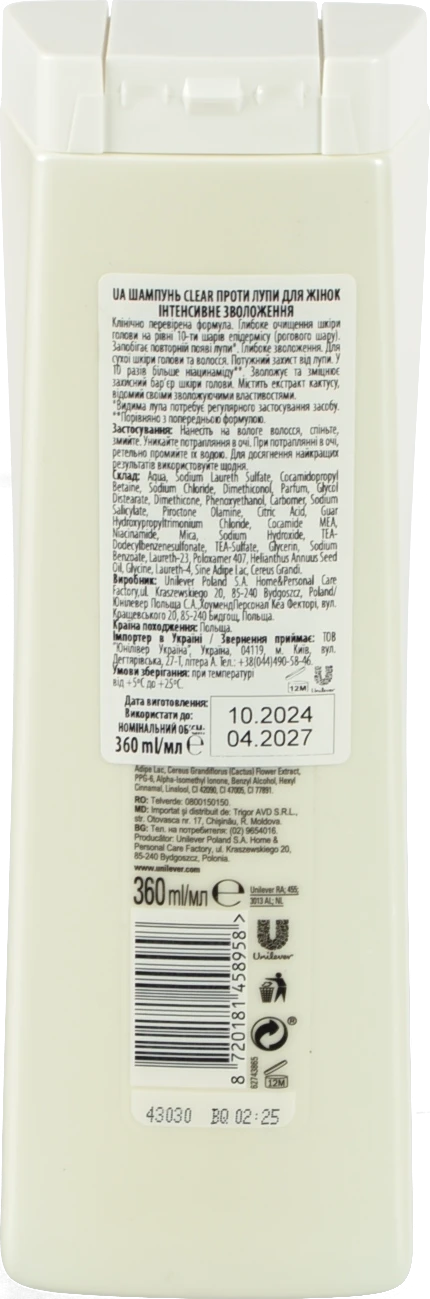 UA ШАМПУНЬ CLEAR ПРОТИ ЛУПИ ДЛЯ ЖІНОК
ІНТЕНСИВНЕ ЗВОЛОЖЕННЯ
Клінічно перевірена формула. Глибоке очищення шкіри
голови на рівні 10-ти шарів епідермісу (рогового шару).
Запобігає повторній появі лупи*. Глибоке зволоження. Для
сухої шкіри голови та волосся. Потужний захист від лупи. У
10 разів більше ніацинаміду**. Зволожує та зміцнює
захисний бар'єр шкіри голови. Містить екстракт кактусу,
відомий своїми зволожуючими властивостями.
*Видима лупа потребує регулярного застосування засобу.
**Порівняно з попередньою формулою.
Застосування: Нанесіть на вологе волосся, спіньте,
змийте. Уникайте потрапляння в очі. При потраплянні в очі,
ретельно промийте їх водою. Для досягнення найкращих
результатів використовуйте щодня.
Склад: Aqua, Sodium Laureth Sulfate, Cocamidopropyl
Betaine, Sodium Chloride, Dimethiconol, Parfum, Glycol
Distearate, Dimethicone, Phenoxyethanol, Carbomer, Sodium
Salicylate, Piroctone Olamine, Citric Acid, Guar
Hydroxypropyltrimonium Chloride, Cocamide MEA,
Niacinamide, Mica, Sodium Hydroxide, TEA-
Dodecylbenzenesulfonate, TEA-Sulfate, Glycerin, Sodium
Benzoate, Laureth-23, Poloxamer 407, Helianthus Annuus Seed
Oil, Glycine, Laureth-4, Sine Adipe Lac, Cereus Grandi.
Виробник: Unilever Poland S.A. Home&Personal Care
Factory,ul. Kraszewskiego 20, 85-240 Bydgoszcz, Poland/
Юнілевер Польща С.А.,ХоумендПерсонал Кеа Фекторі, вул.
Кращевського 20, 85-240 Бидгощ, Польща.
Країна походження: Польща.
Імпортер в Україні / Звернення приймає: ТОВ
"Юнілівер Україна", Україна, 04119, м. Київ, вул.
Дегтярівська, 27-Т, літера А Тел.: +38(044)490-58-46.
Умови зберігання: при температурі
від +5°C до +25°C.
12M
Unilever
Дата виготовлення:
Використати до:
10.2024
04.2027
НОМІНАЛЬНИЙ ОБ'ЄМ:
360 ml/мл ℮
Adipe Lac, Cereus Grandiflorus (Cactus) Flower Extract,
PPG-6, Alpha-Isomethyl Ionone, Benzyl Alcohol, Hexyl
Cinnamal, Linalool, CI 42090, CI 47005, CI 77891.
RO: Telverde: 0800150150.
MD: Importat şi distribuit de: Trigor AVD S.R.L.,
str. Otovasca nr. 17, Chişinău, R. Moldova.
BG: Тел. на потребителя: (02) 9654016.
Producător: Unilever Poland S.A. Home &
Personal Care Factory, ul. Kraszewskiego 20,
85-240 Bydgoszcz, Polonia.
www.unilever.com
360 ml/мл ℮
Unilever RA; 455;
3013 AL; NL
8 720181 458958>
Unilever
®
62743865
12M
43030 BQ 02:25